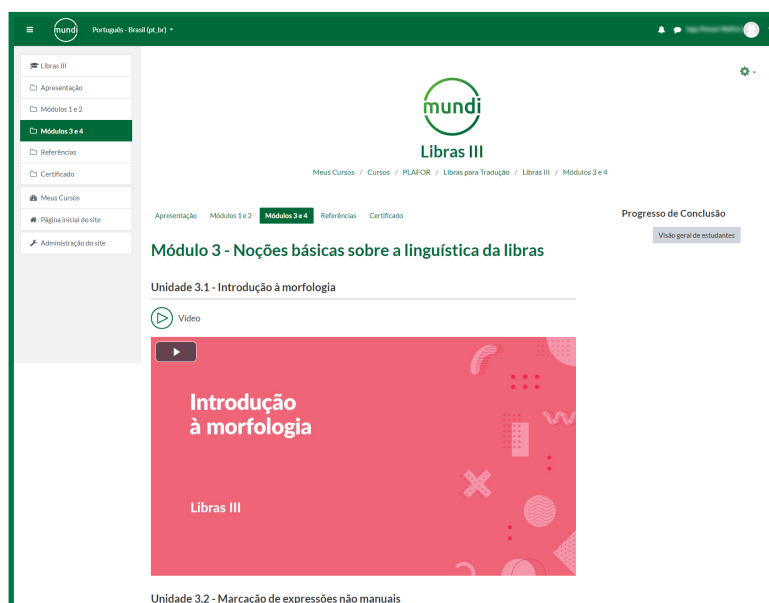 mundi
Português - Brasil (pt_br)
Libras III
Apresentação
Módulos 1 e 2
Módulos 3 e 4
Referências
Certificado
Meus Cursos
Página inicial do site
Administração do site
mundi
Libras III
Meus Cursos / Cursos / PLAFOR / Libras para Tradução / Libras III / Módulos 3 e 4
Apresentação Módulos 1 e 2 Módulos 3 e 4 Referências Certificado
Progresso de Conclusão
Visão geral de estudantes
Módulo 3 - Noções básicas sobre a linguística da libras
Unidade 3.1 - Introdução à morfologia
Vídeo
Introdução
à morfologia
Libras III
Unidade 3.2 - Marcação de expressões não manuais